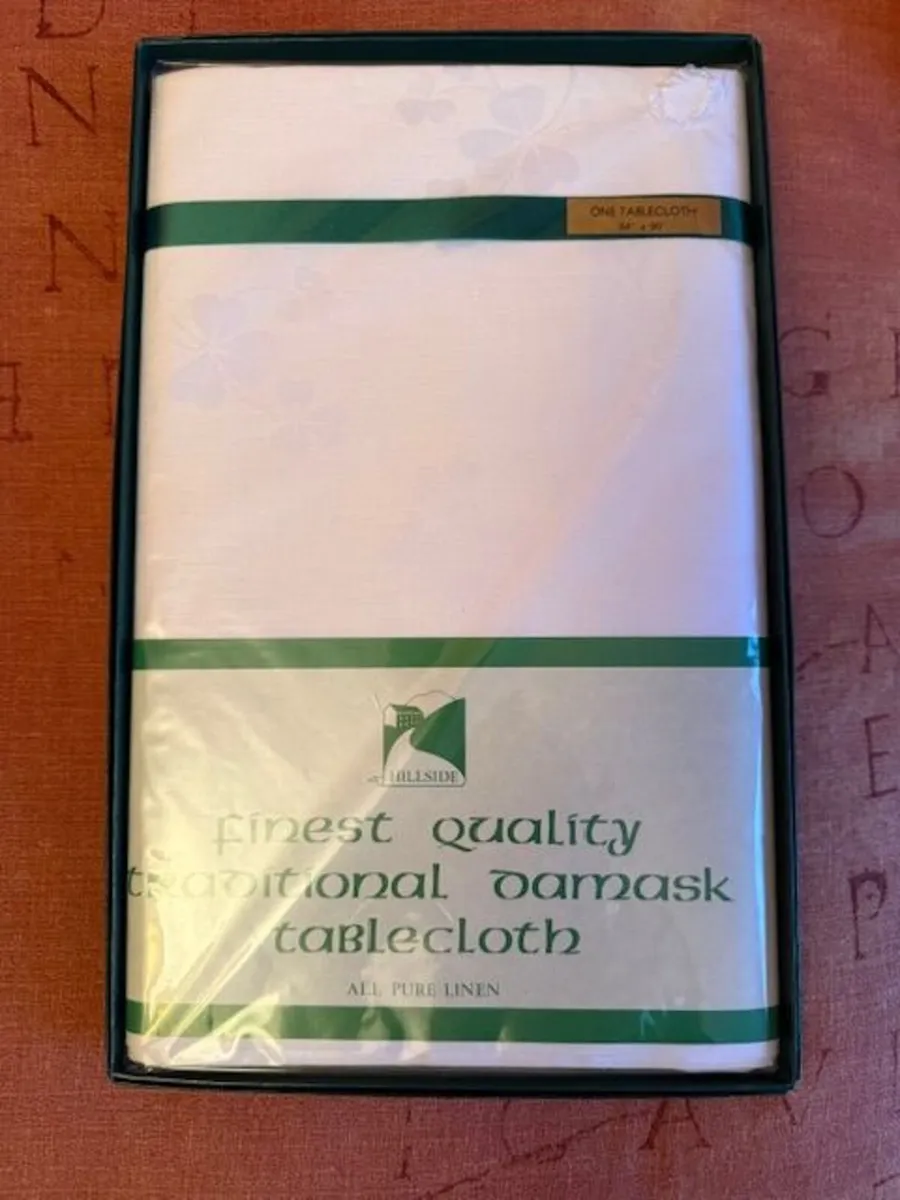 ONE TABLECLOTH
HILLSIDE
finest quality
traditional damask
tablecloth
ALL PURE LINEN
D
N
N
G
O
A
E
P
C A V